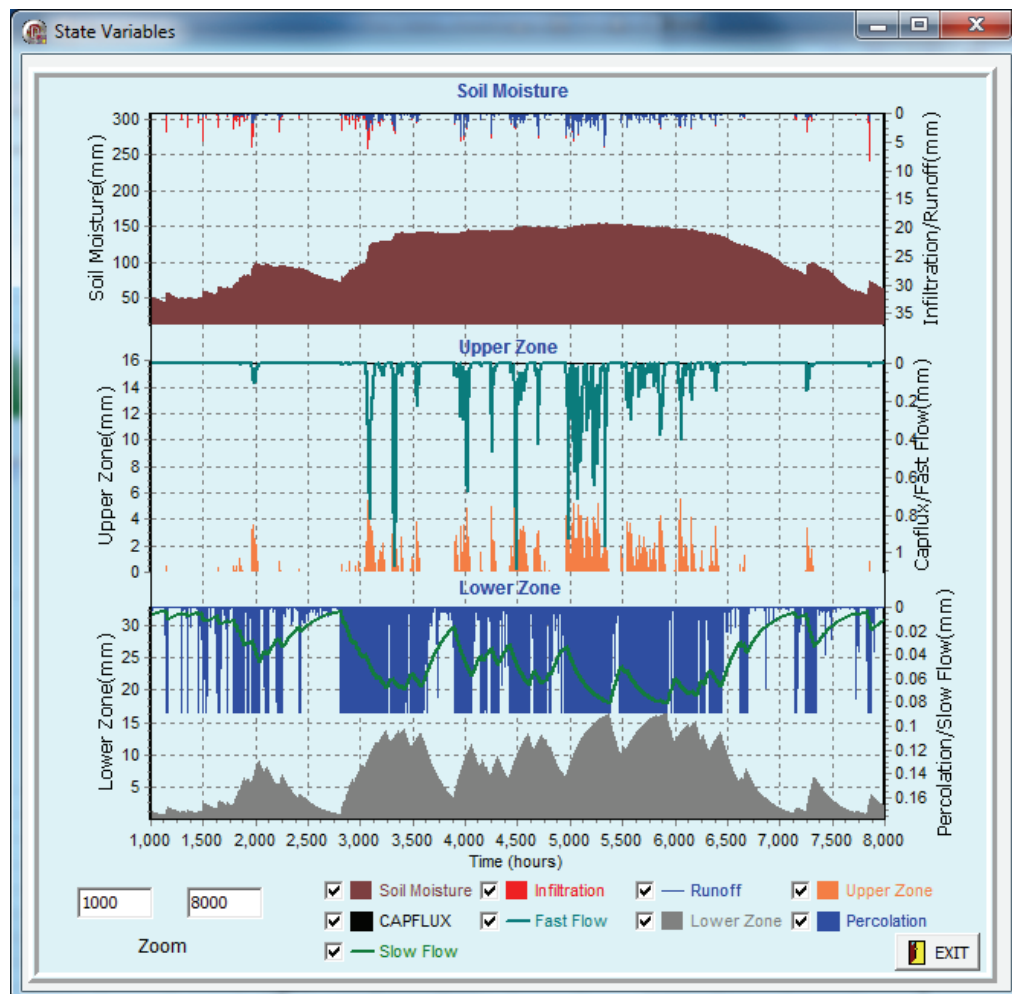 State Variables
Soil Moisture
300
250
200
150
100
50
Soil Moisture(mm)
0
5
10
15
20
25
30
35
Infiltration/Runoff(mm)
Upper Zone
16
14
12
10
8
6
4
2
0
Upper Zone(mm)
0
0.2
0.4
0.6
0.8
1
Capflux/Fast Flow(mm)
Lower Zone
30
25
20
15
10
5
Lower Zone(mm)
0
0.02
0.04
0.06
0.08
0.1
0.12
0.14
0.16
Percolation/Slow Flow(mm)
1,000 1,500 2,000 2,500 3,000 3,500 4,000 4,500 5,000 5,500 6,000 6,500 7,000 7,500 8,000
Time (hours)
1000 8000
Zoom
Soil Moisture Infiltration Runoff Upper Zone
CAPFLUX Fast Flow Lower Zone Percolation
Slow Flow
EXIT